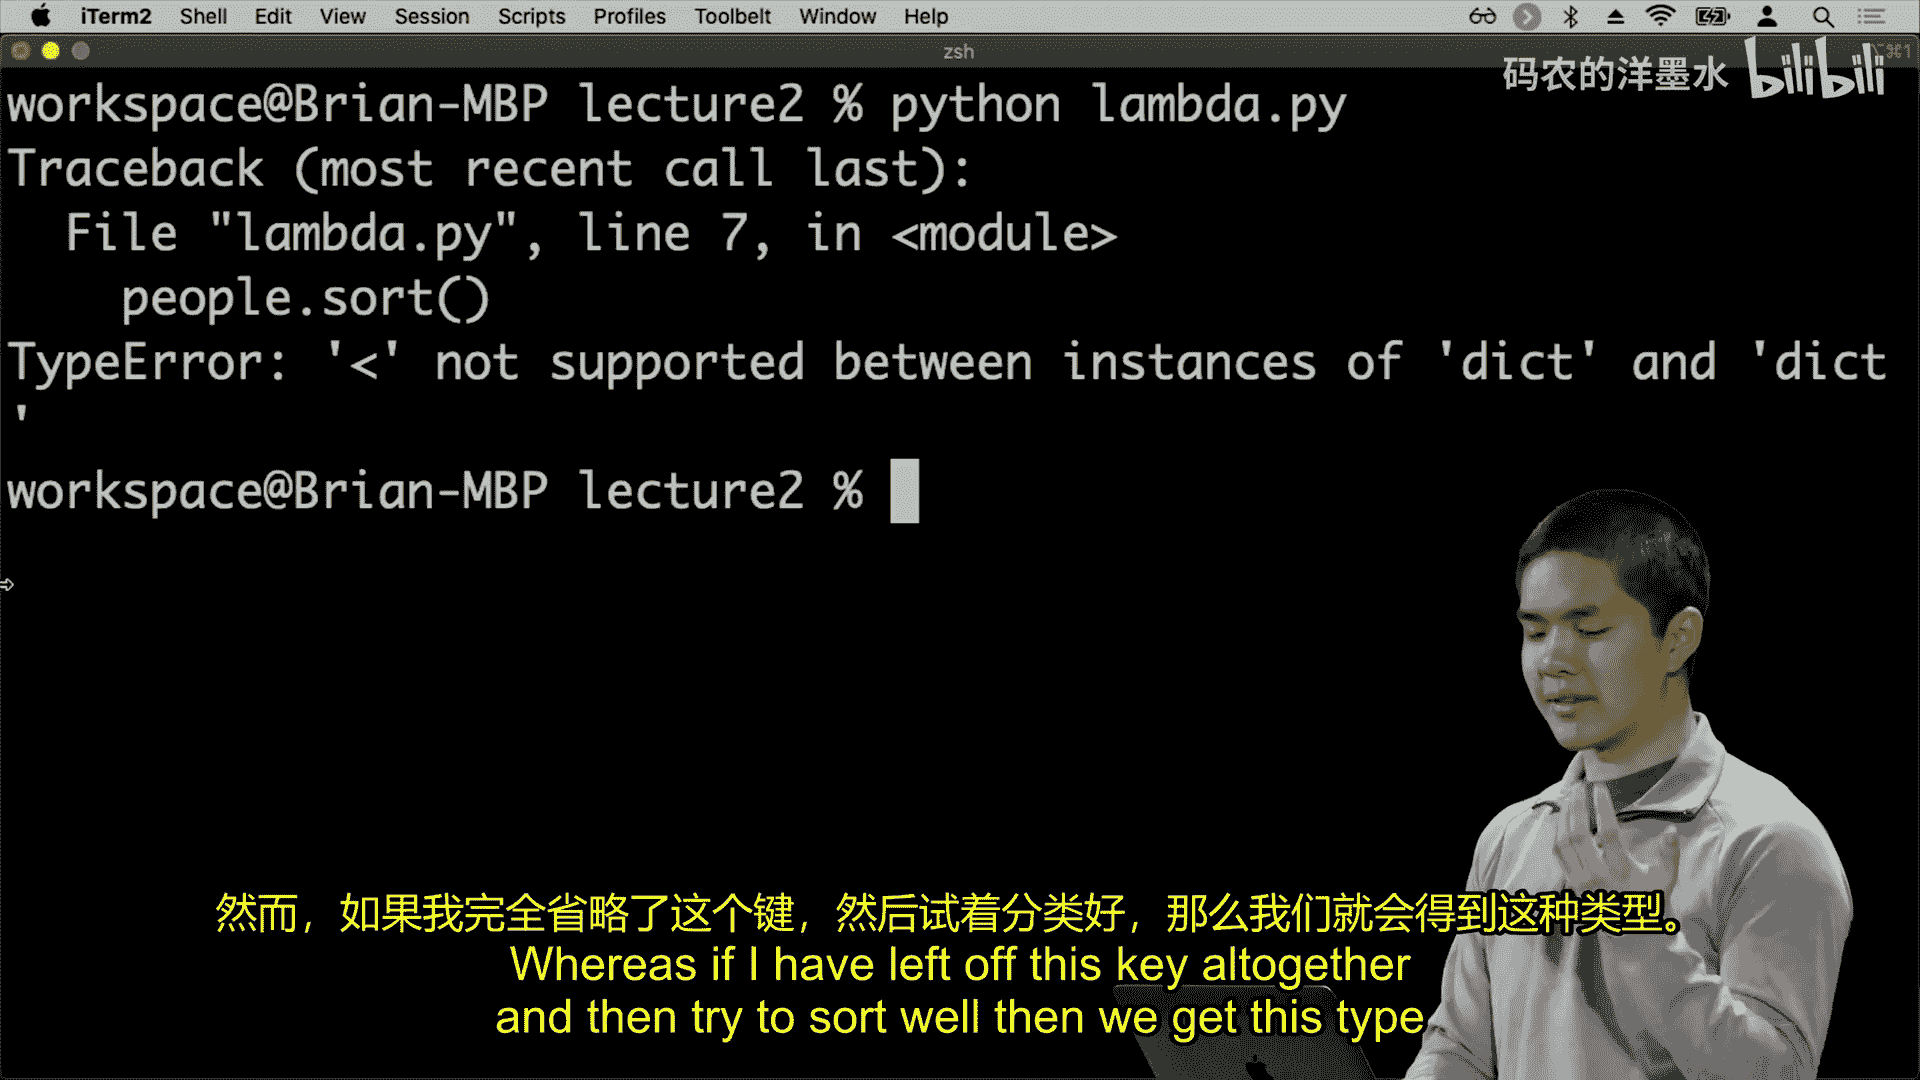 iTerm2 Shell Edit View Session Scripts Profiles Toolbelt Window Help
zsh
⌘1
码农的洋墨水 bilibili
workspace@Brian-MBP lecture2 % python lambda.py
Traceback (most recent call last):
  File "lambda.py", line 7, in <module>
    people.sort()
TypeError: '<' not supported between instances of 'dict' and 'dict
'
workspace@Brian-MBP lecture2 %
然而，如果我完全省略了这个键，然后试着分类好，那么我们就会得到这种类型。
Whereas if I have left off this key altogether
and then try to sort well then we get this type